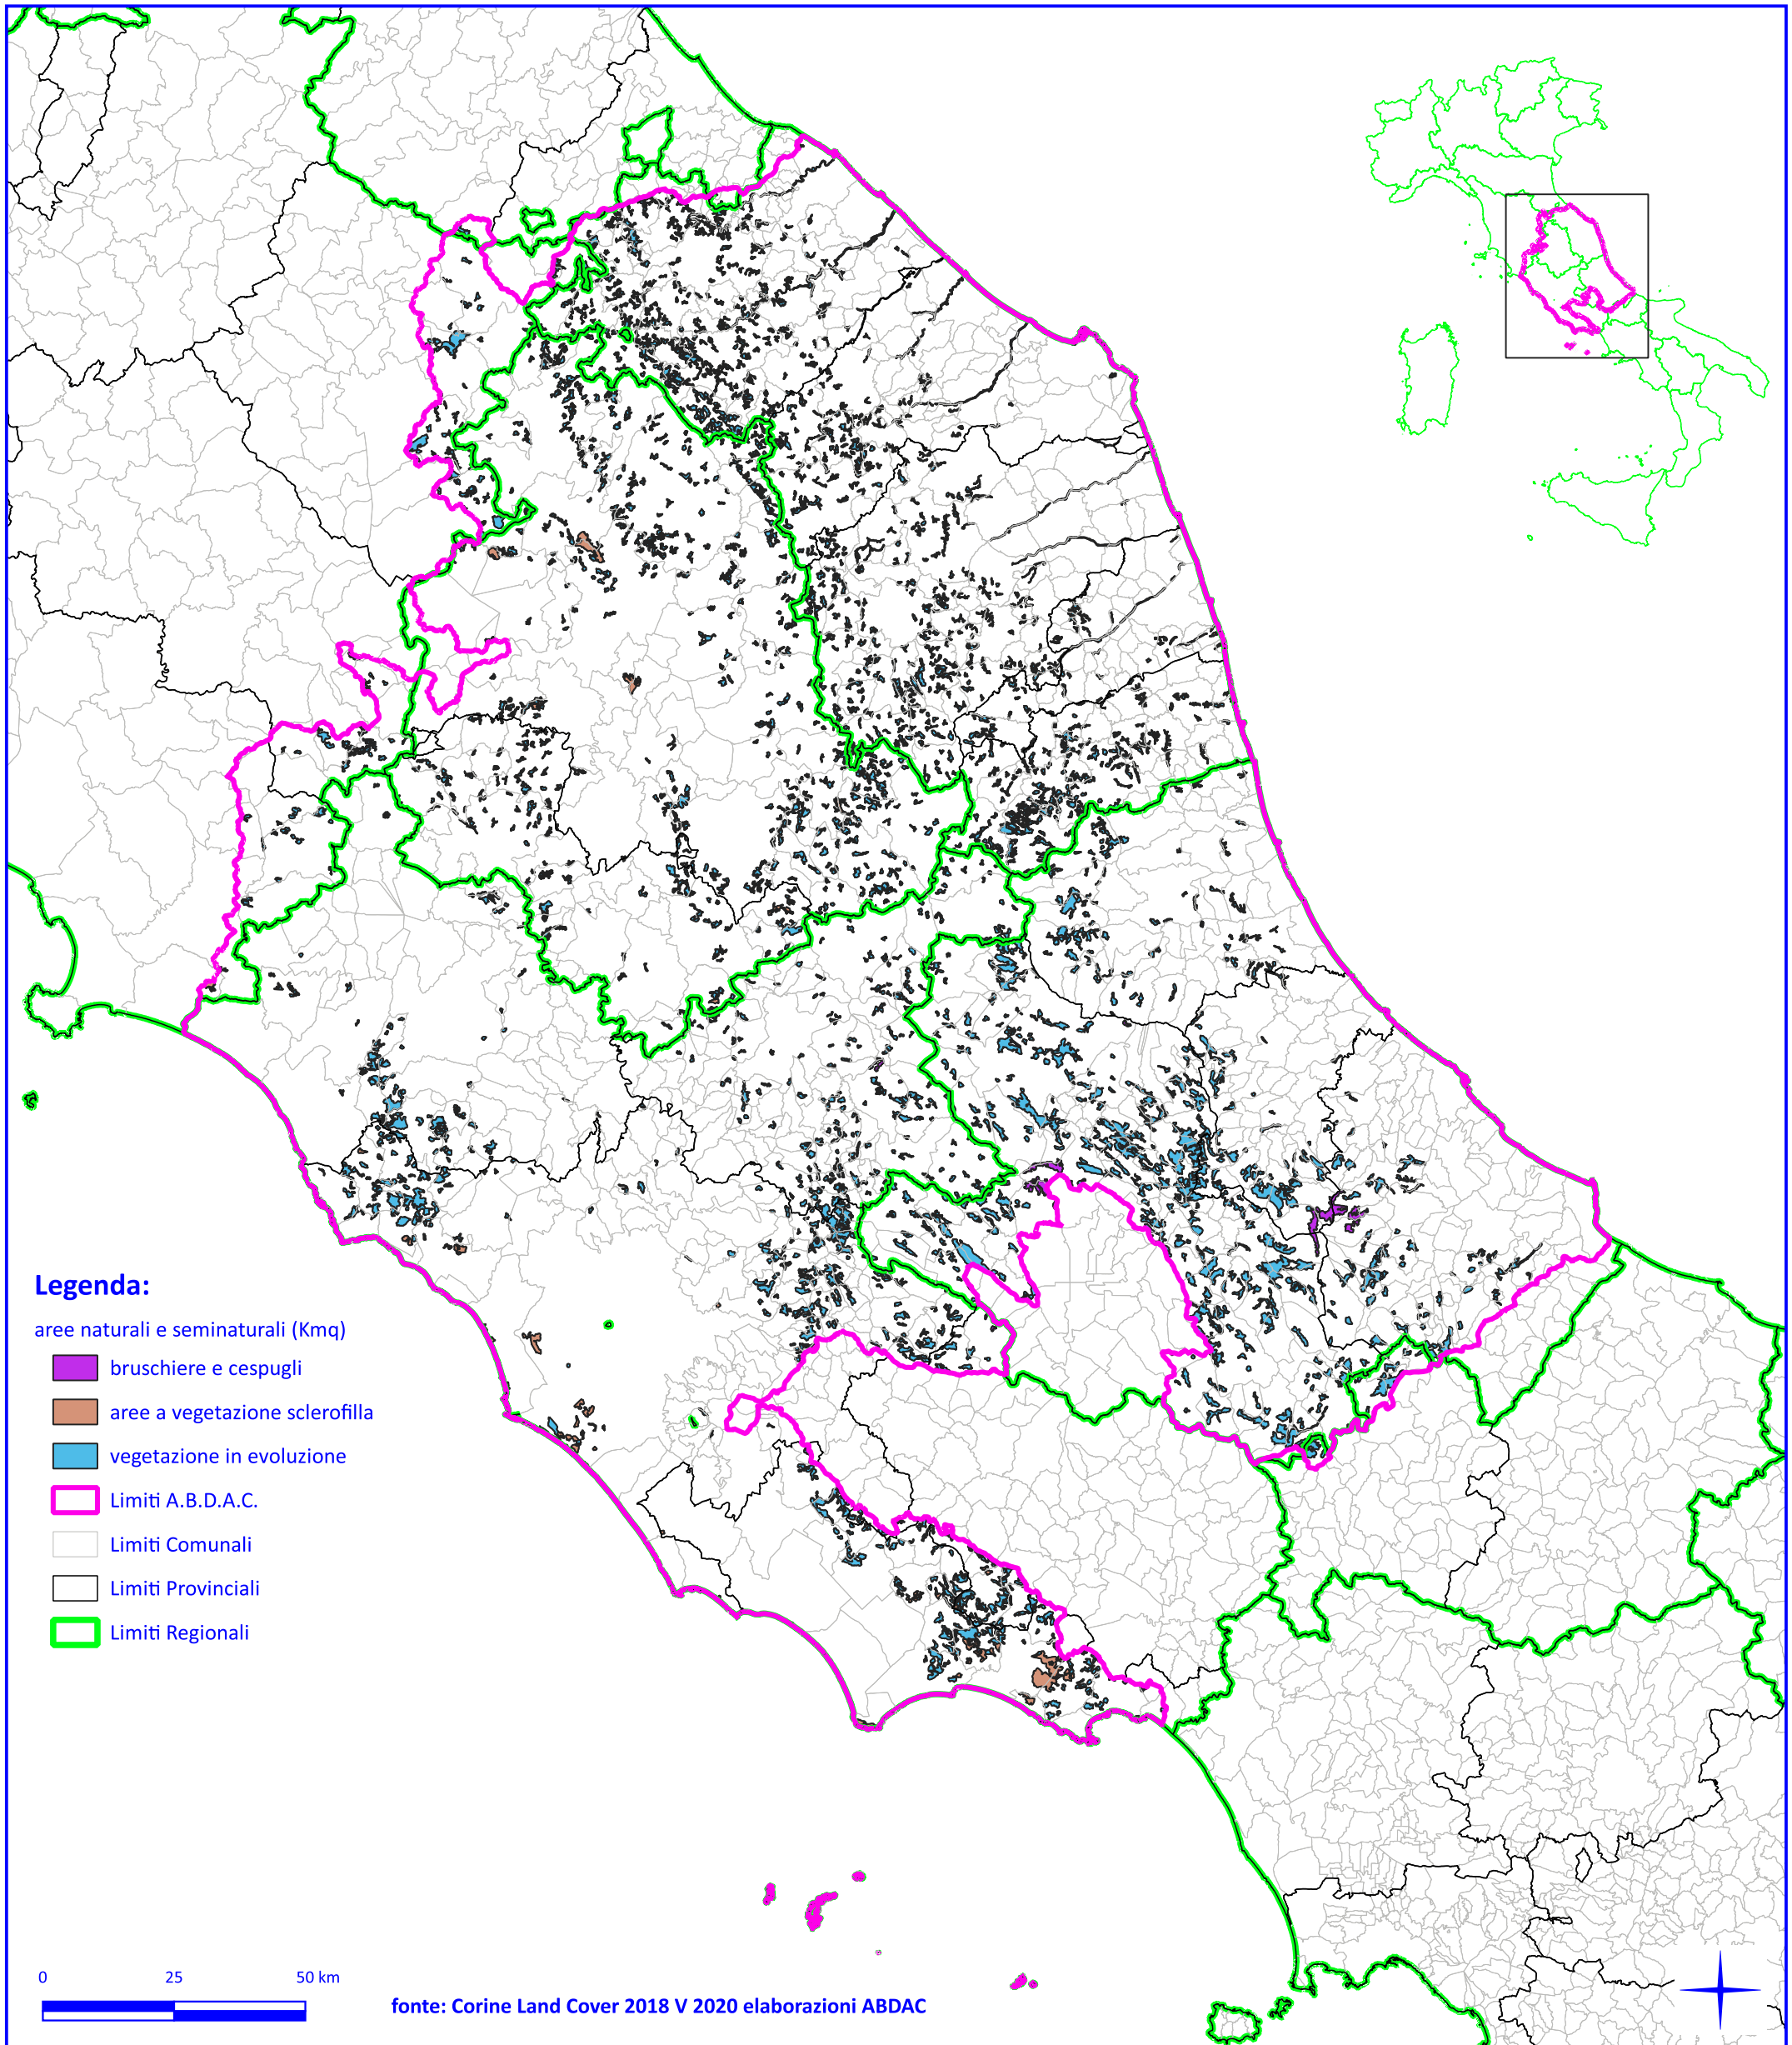 Legenda:
aree naturali e seminaturali (Kmq)
bruschiere e cespugli
aree a vegetazione sclerofilla
vegetazione in evoluzione
Limiti A.B.D.A.C.
Limiti Comunali
Limiti Provinciali
Limiti Regionali
0 25 50 km
fonte: Corine Land Cover 2018 V 2020 elaborazioni ABDAC